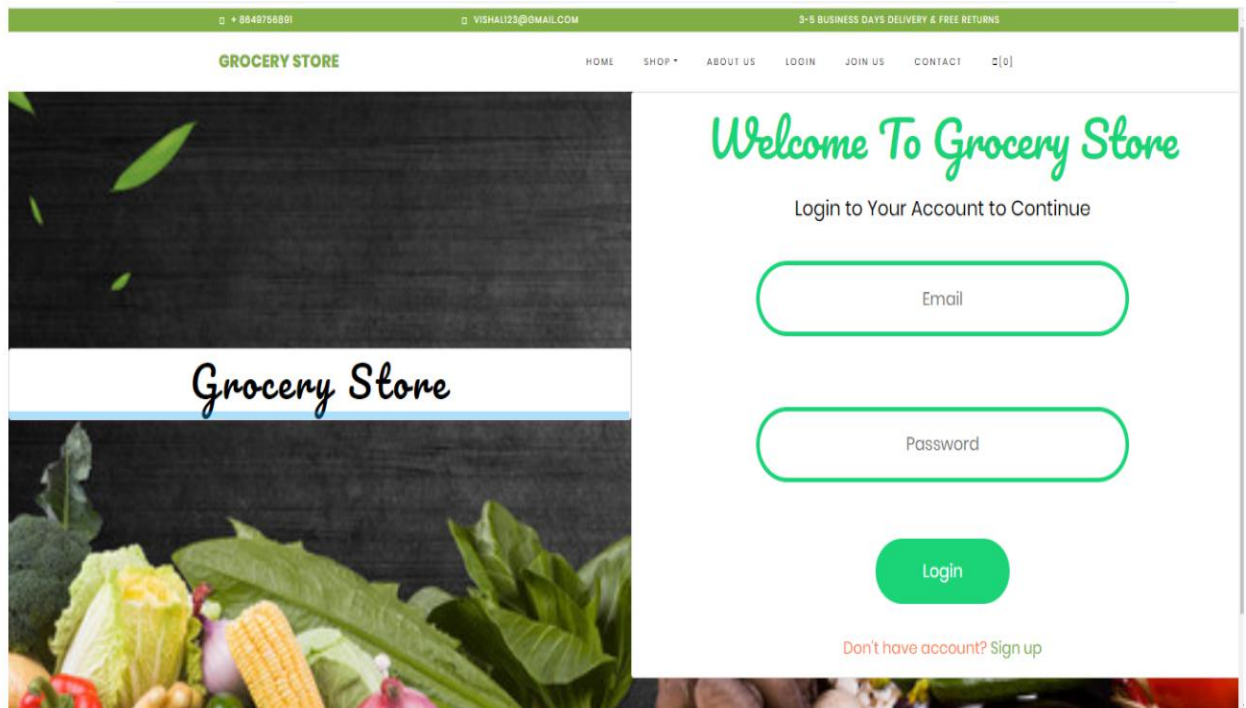 + 8649756891 VISHAL123@GMAIL.COM 3-5 BUSINESS DAYS DELIVERY & FREE RETURNS
GROCERY STORE HOME SHOP ABOUT US LOGIN JOIN US CONTACT [0]
Welcome To Grocery Store
Login to Your Account to Continue
Email
Grocery Store
Password
Login
Don't have account? Sign up